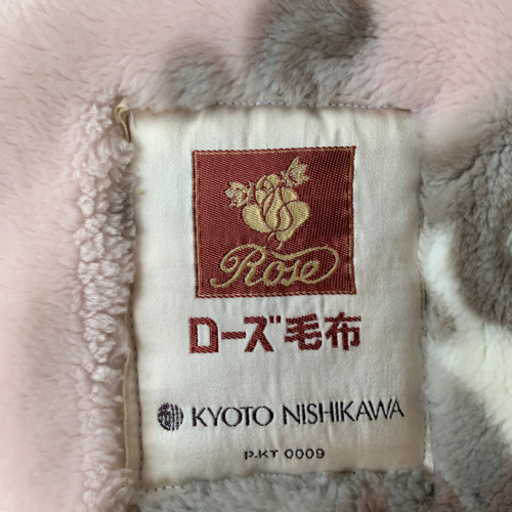 Rose
ローズ毛布
KYOTO NISHIKAWA
P.KT 0009